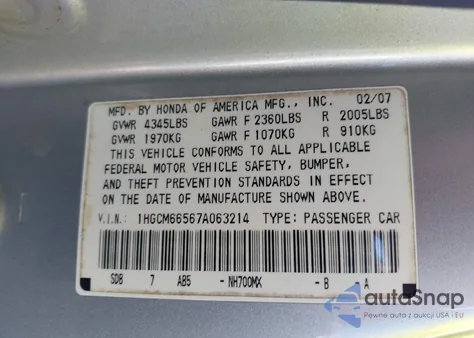 MFD. BY HONDA OF AMERICA MFG., INC. 02/07
GVWR 4345LBS GAWR F 2360LBS R 2005LBS
GVWR 1970KG GAWR F 1070KG R 910KG
THIS VEHICLE CONFORMS TO ALL APPLICABLE
FEDERAL MOTOR VEHICLE SAFETY, BUMPER,
AND THEFT PREVENTION STANDARDS IN EFFECT
ON THE DATE OF MANUFACTURE SHOWN ABOVE.
V.I.N: 1HGCM66567A063214 TYPE: PASSENGER CAR
SDB 7 AB5 - NH700MX - B A
autoSnap
Pewne auta z aukcji USA i EU